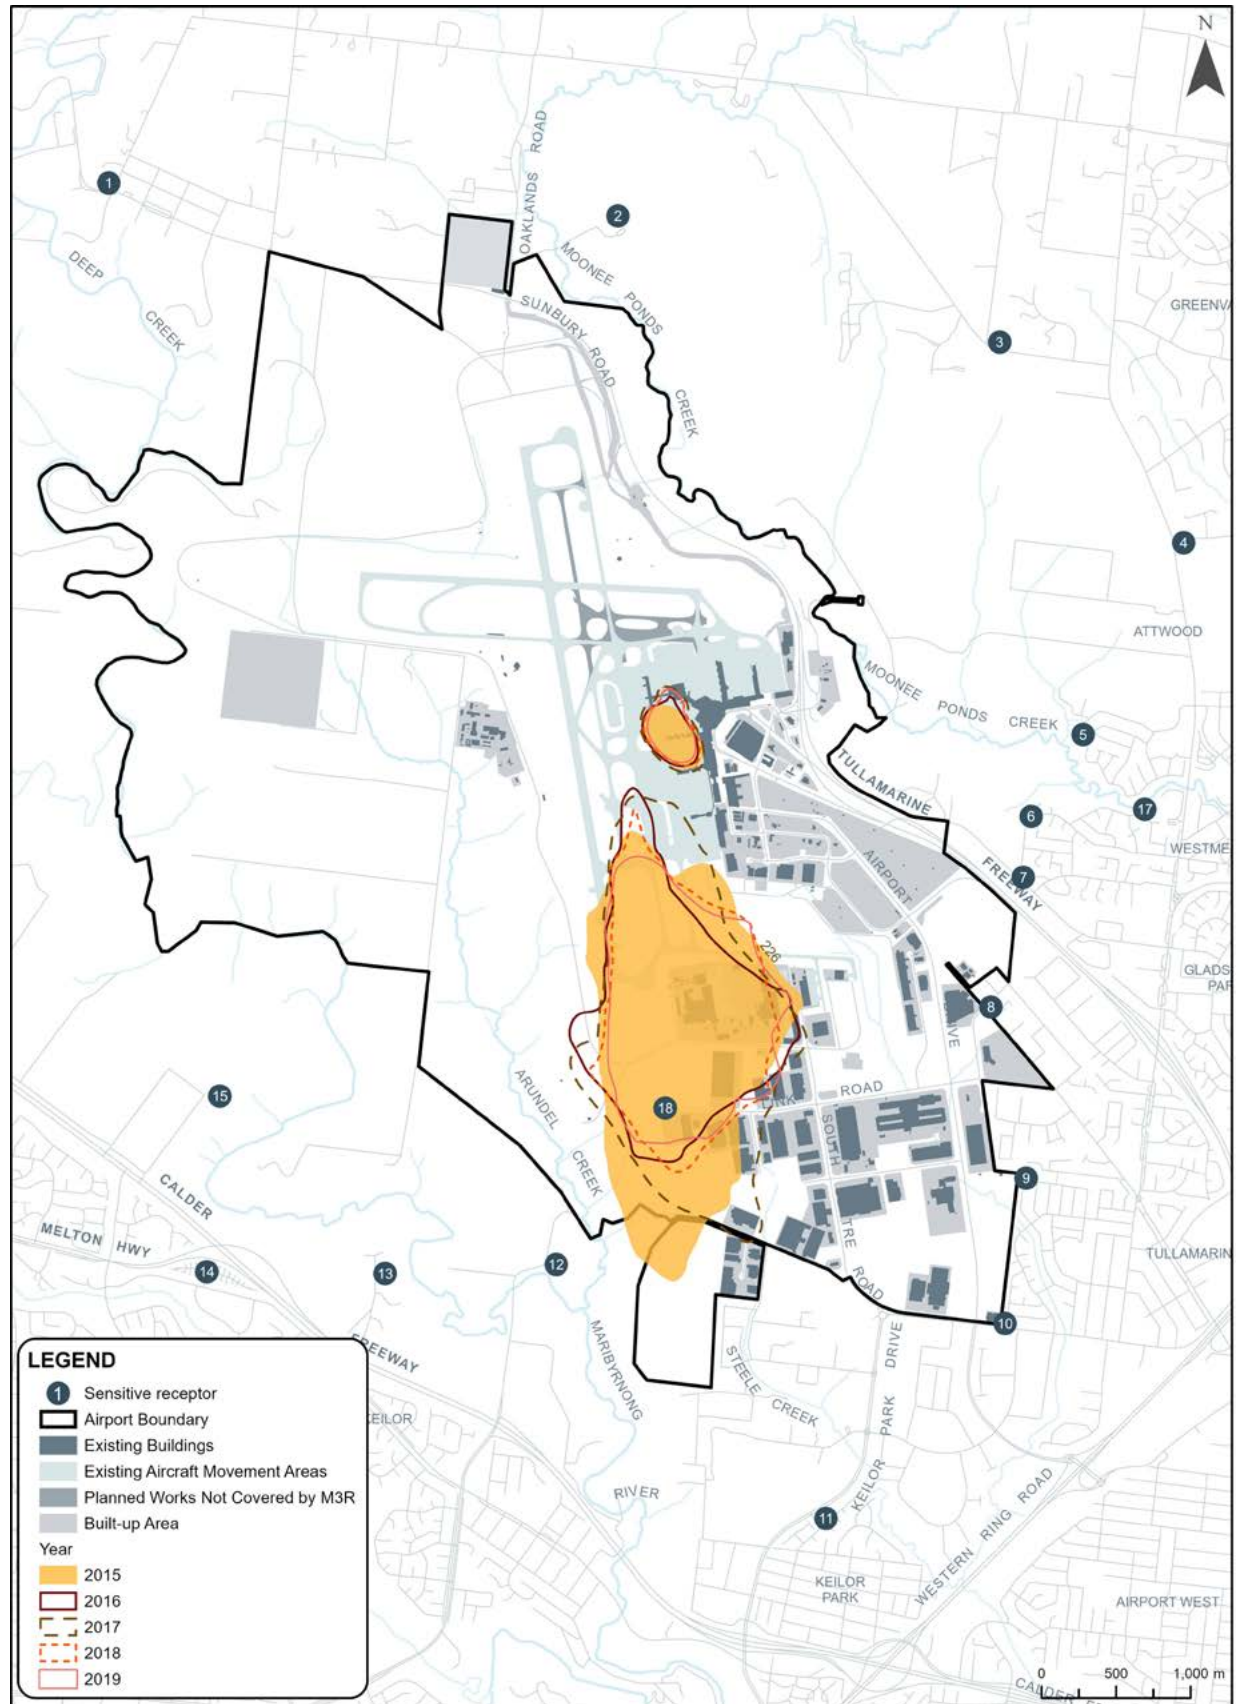 N
OAKLANDS ROAD
1
2
DEEP
CREEK
MOONEE PONDS
CREEK
SUNBURY ROAD
3
4
ATTWOOD
MOONEE PONDS CREEK
5
TULLAMARINE
FREEWAY
6
17
WESTME
7
AIRPORT
DRIVE
226
GLADS
PAR
8
15
ARUNDEL
CREEK
18
LINK
ROAD
SOUTH
TRE
ROAD
9
CALDER
FREEWAY
MELTON HWY
14
13
12
TULLAMARIN
10
MARIBYRNONG
RIVER
STEELE CREEK
KEILOR PARK DRIVE
11
KEILOR
PARK
WESTERN RING ROAD
AIRPORT WEST
EILOR
LEGEND
1 Sensitive receptor
Airport Boundary
Existing Buildings
Existing Aircraft Movement Areas
Planned Works Not Covered by M3R
Built-up Area
Year
2015
2016
2017
2018
2019
0 500 1,000 m